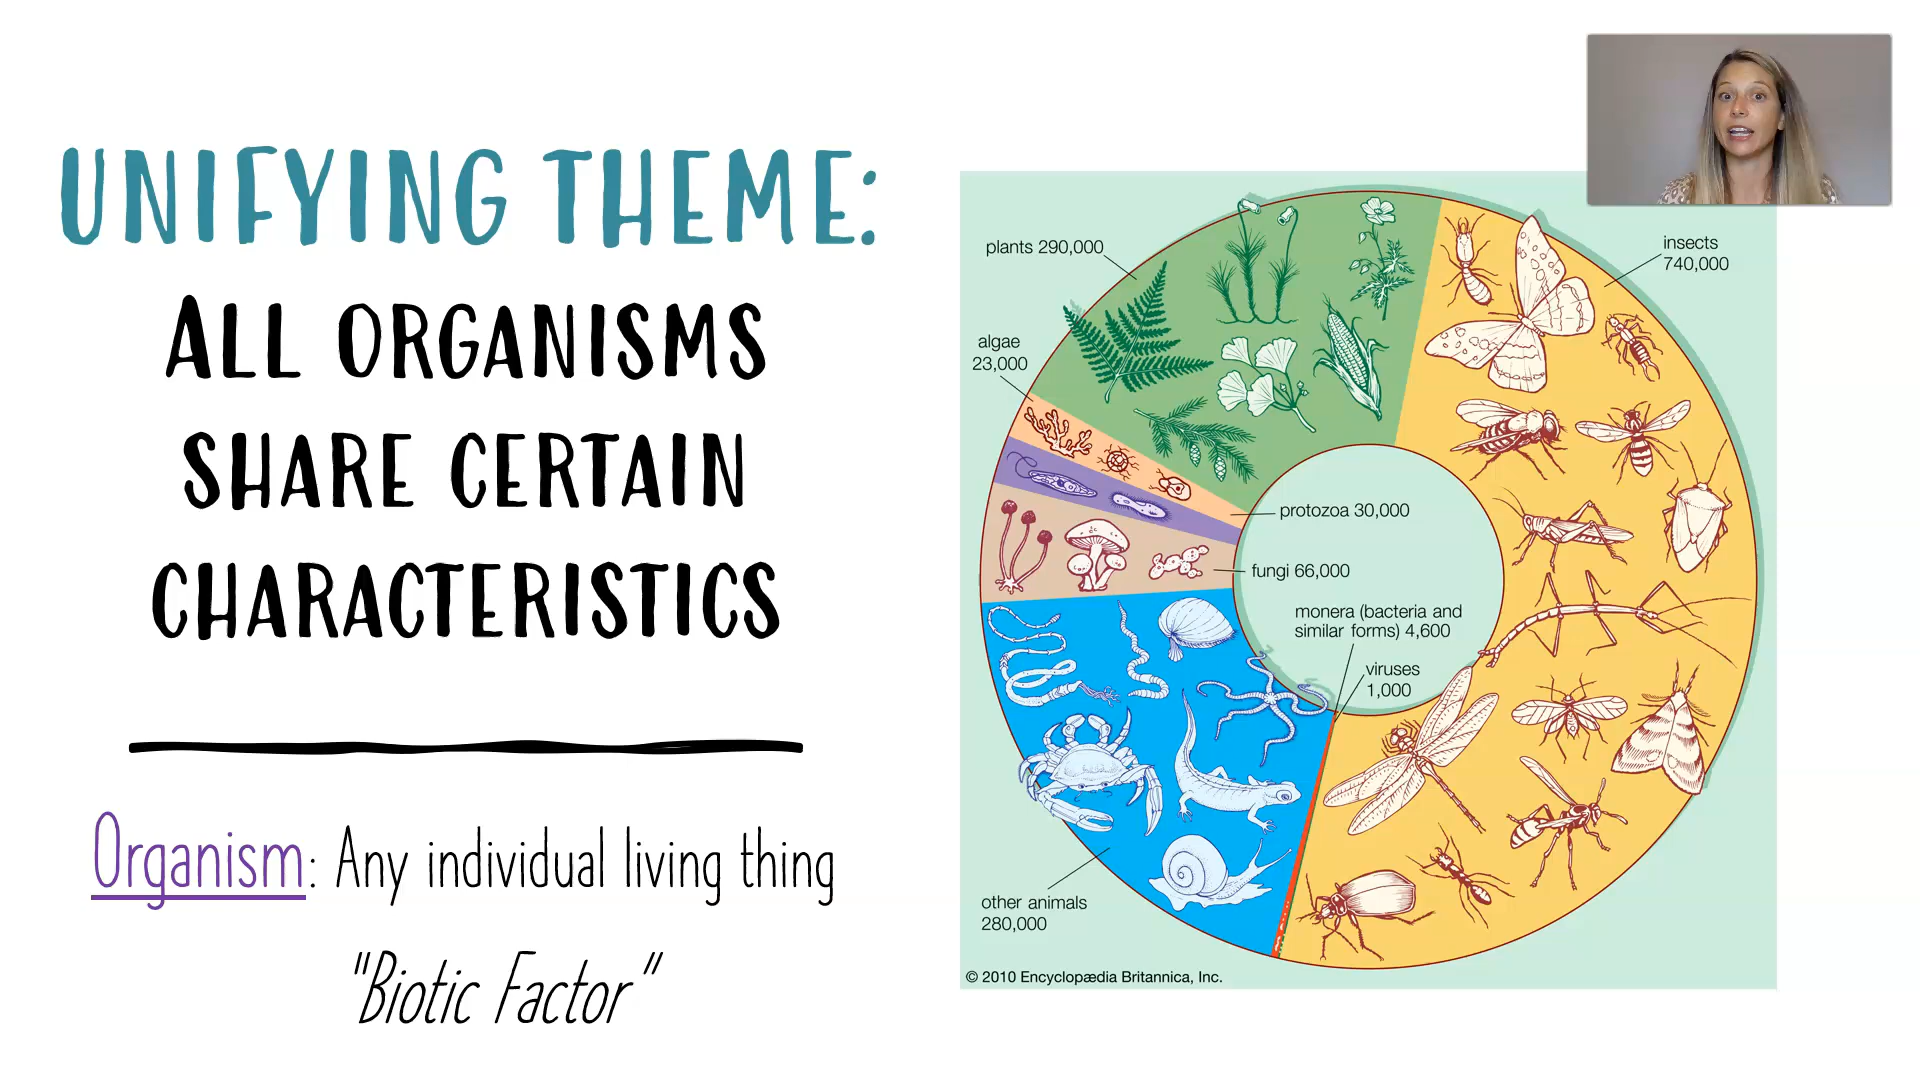 UNIFYING THEME:
ALL ORGANISMS
SHARE CERTAIN
CHARACTERISTICS
Organism: Any individual living thing
"Biotic Factor"
plants 290,000
insects
740,000
algae
23,000
protozoa 30,000
fungi 66,000
monera (bacteria and
similar forms) 4,600
viruses
1,000
other animals
280,000
© 2010 Encyclopædia Britannica, Inc.